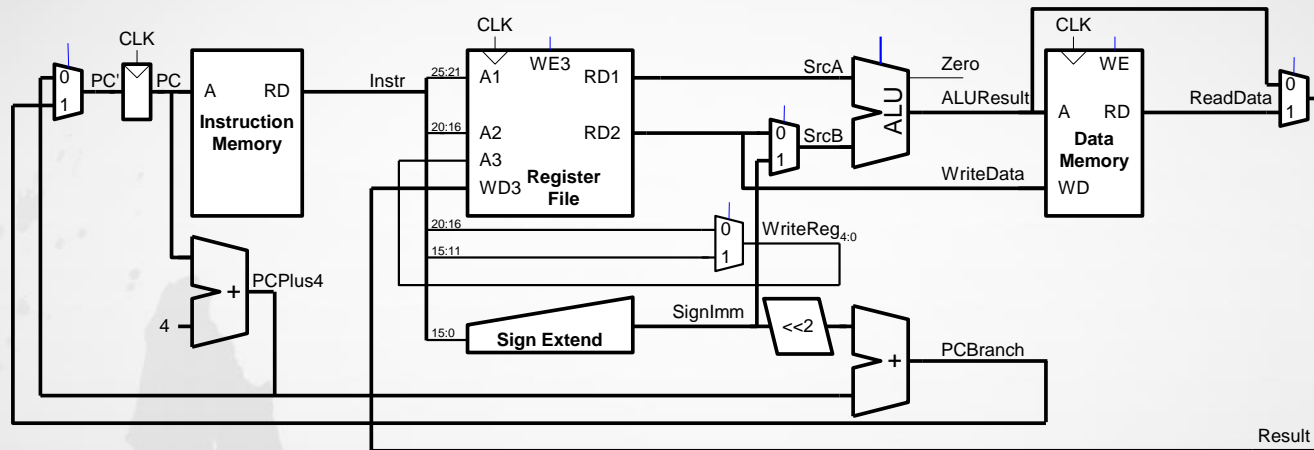 CLK
CLK
CLK
0
1
PC'
PC
A
RD
Instruction
Memory
Instr
25:21
20:16
A1
A2
A3
WD3
WE3
RD1
RD2
Register
File
SrcA
0
1
SrcB
ALU
Zero
ALUResult
WriteData
WE
A
RD
Data
Memory
WD
ReadData
0
1
20:16
15:11
0
1
WriteReg4:0
PCPlus4
+
4
15:0
Sign Extend
SignImm
<<2
+
PCBranch
Result